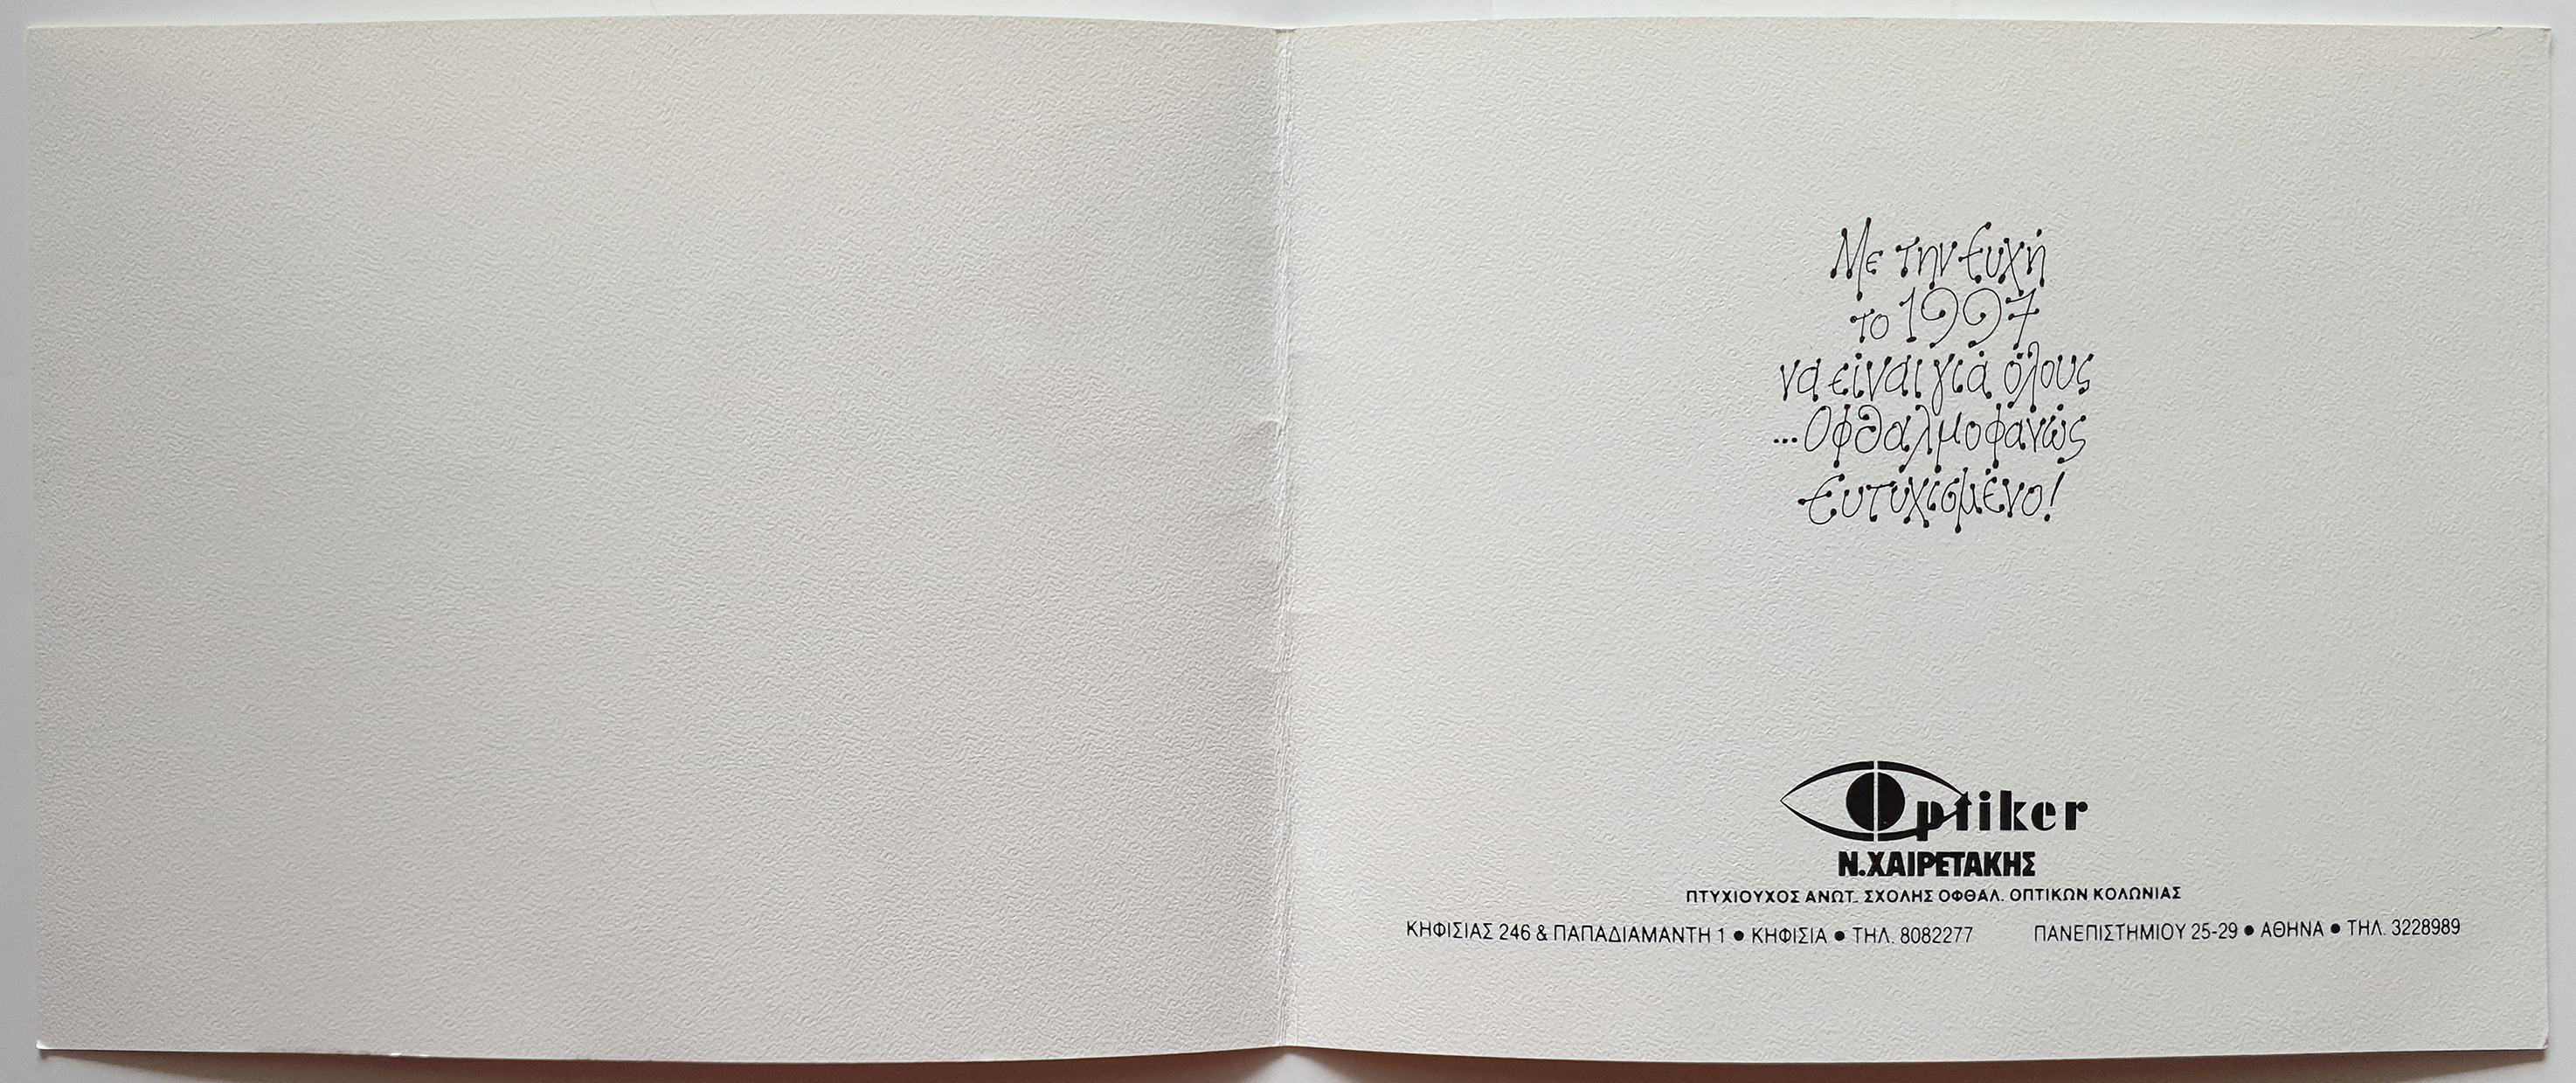 Με την Ευχή
το 1997
να είναι γιά όλους
...Οφθαλμοφανώς
Ευτυχισμένο!
Optiker
Ν.ΧΑΙΡΕΤΑΚΗΣ
ΠΤΥΧΙΟΥΧΟΣ ΑΝΩΤ. ΣΧΟΛΗΣ ΟΦΘΑΛ. ΟΠΤΙΚΩΝ ΚΟΛΩΝΙΑΣ
ΚΗΦΙΣΙΑΣ 246 & ΠΑΠΑΔΙΑΜΑΝΤΗ 1 ● ΚΗΦΙΣΙΑ ● ΤΗΛ. 8082277 ΠΑΝΕΠΙΣΤΗΜΙΟΥ 25-29 ● ΑΘΗΝΑ ● ΤΗΛ. 3228989